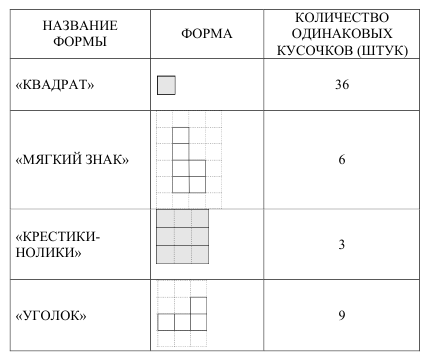 НАЗВАНИЕ
ФОРМЫ
ФОРМА
КОЛИЧЕСТВО
ОДИНАКОВЫХ
КУСОЧКОВ (ШТУК)
«КВАДРАТ»
36
«МЯГКИЙ ЗНАК»
6
«КРЕСТИКИ-
НОЛИКИ»
3
«УГОЛОК»
9